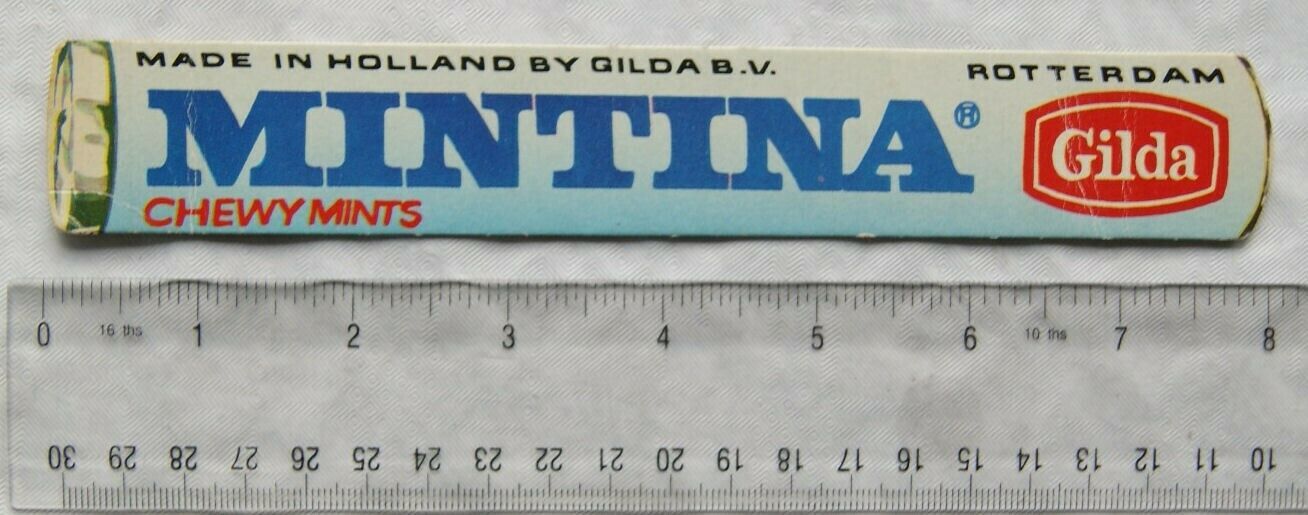 MADE IN HOLLAND BY GILDA B.V. ROTTERDAM
MINTINA®
Gilda
CHEWY MINTS
0 16 ths 1 2 3 4 5 6 10 ths 7 8
30 29 28 27 26 25 24 23 22 21 20 19 18 17 16 15 14 13 12 11 10